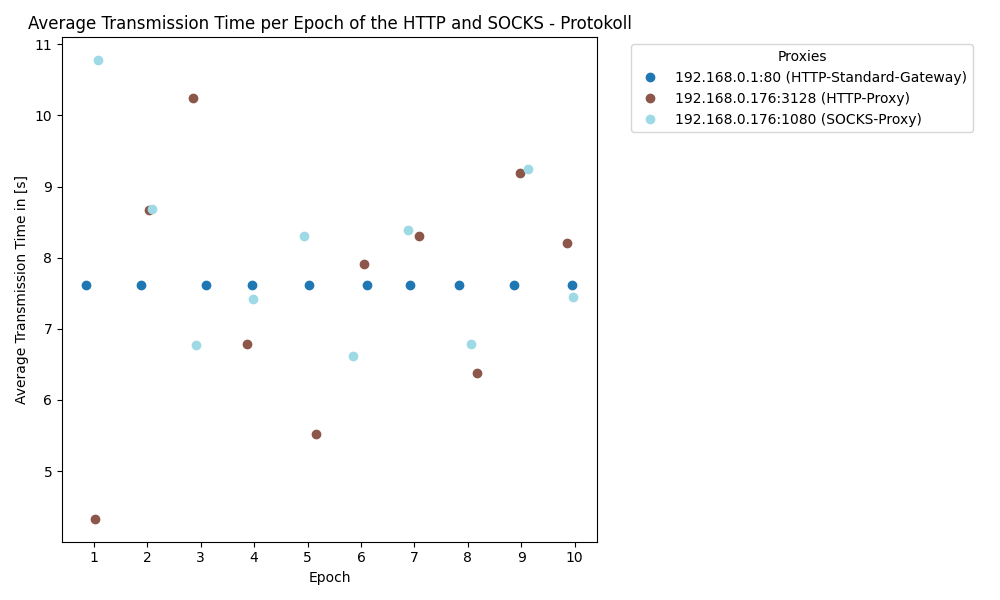 Average Transmission Time per Epoch of the HTTP and SOCKS - Protokoll
Average Transmission Time in [s]
11
10
9
8
7
6
5
1 2 3 4 5 6 7 8 9 10
Epoch
Proxies
192.168.0.1:80 (HTTP-Standard-Gateway)
192.168.0.176:3128 (HTTP-Proxy)
192.168.0.176:1080 (SOCKS-Proxy)